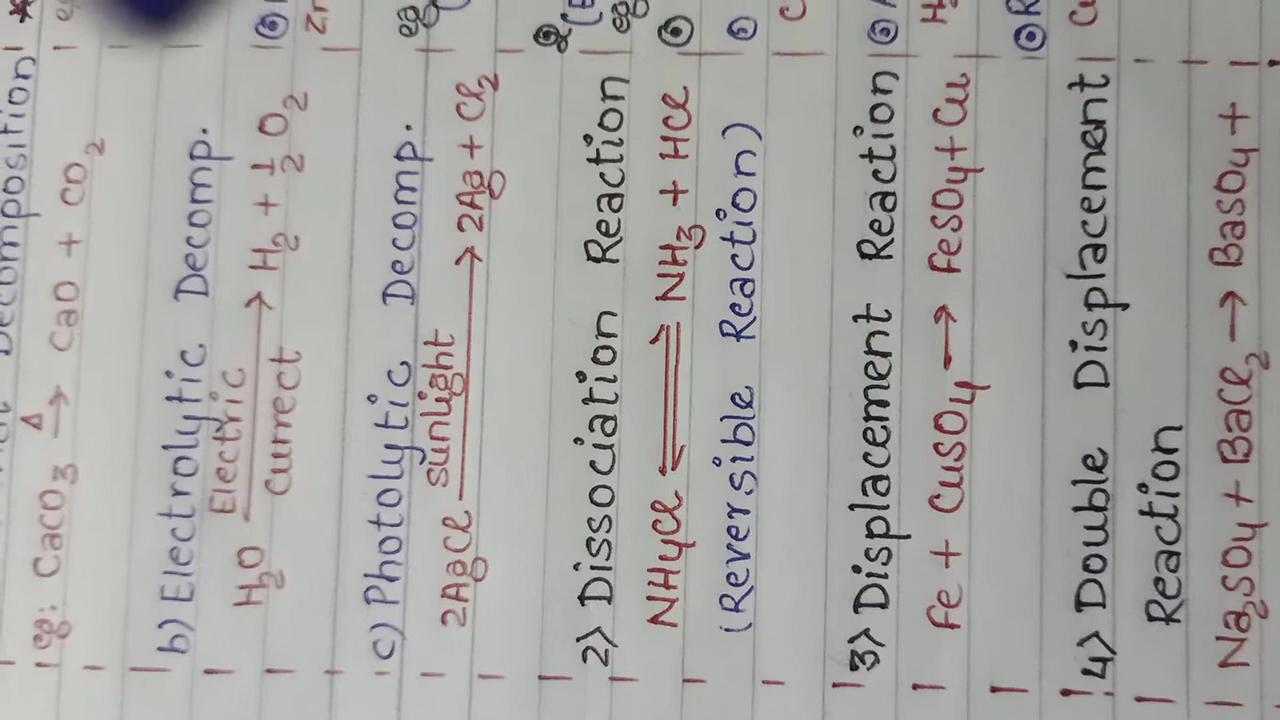 Decomposition
eg: CaCO3 →Δ CaO + CO2
b) Electrolytic Decomp.
H2O —Electric current→ H2 + 1/2 O2
c) Photolytic Decomp.
2AgCl —sunlight→ 2Ag + Cl2
2) Dissociation Reaction
NH4Cl ⇌ NH3 + HCl
(Reversible Reaction)
3) Displacement Reaction
Fe + CuSO4 → FeSO4 + Cu
4) Double Displacement
Reaction
Na2SO4 + BaCl2 → BaSO4 +